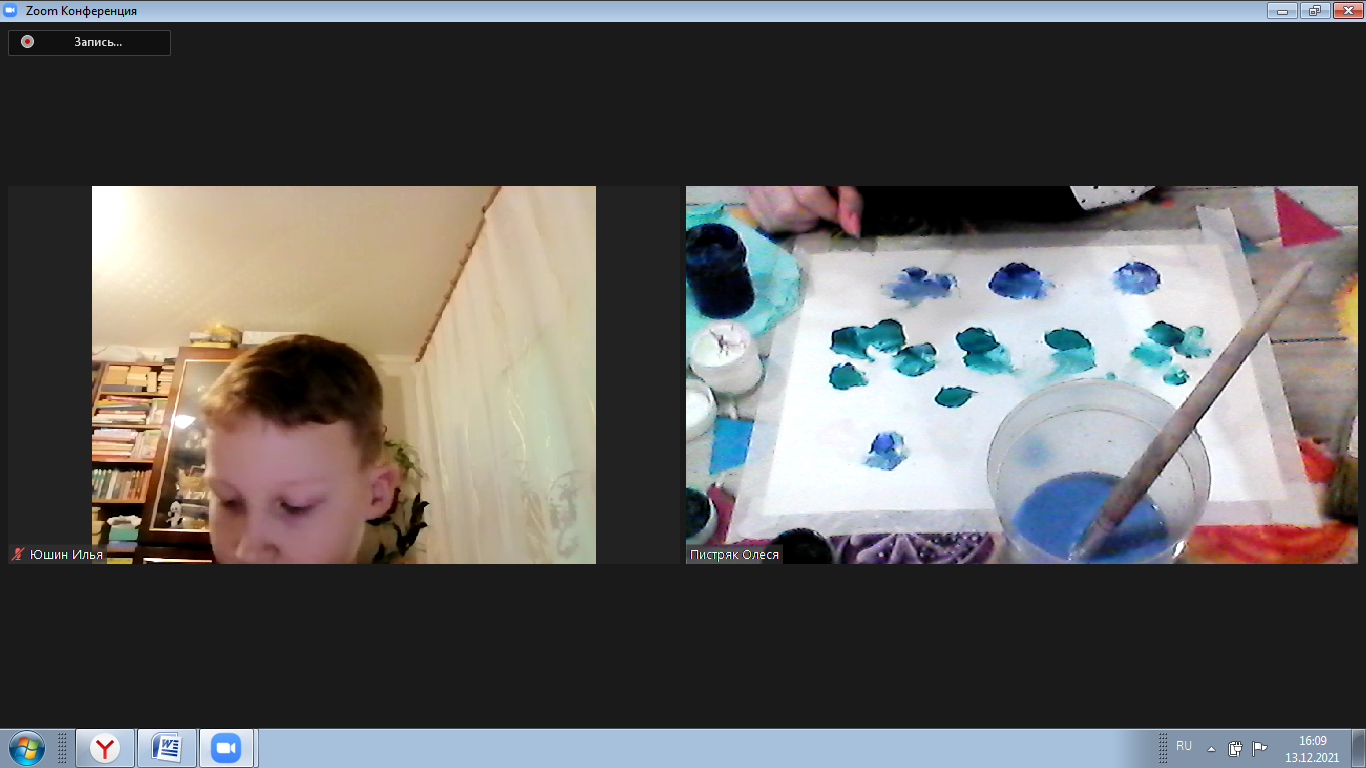 Zoom Конференция
Запись...
Юшин Илья
Пистряк Олеся
RU
16:09
13.12.2021